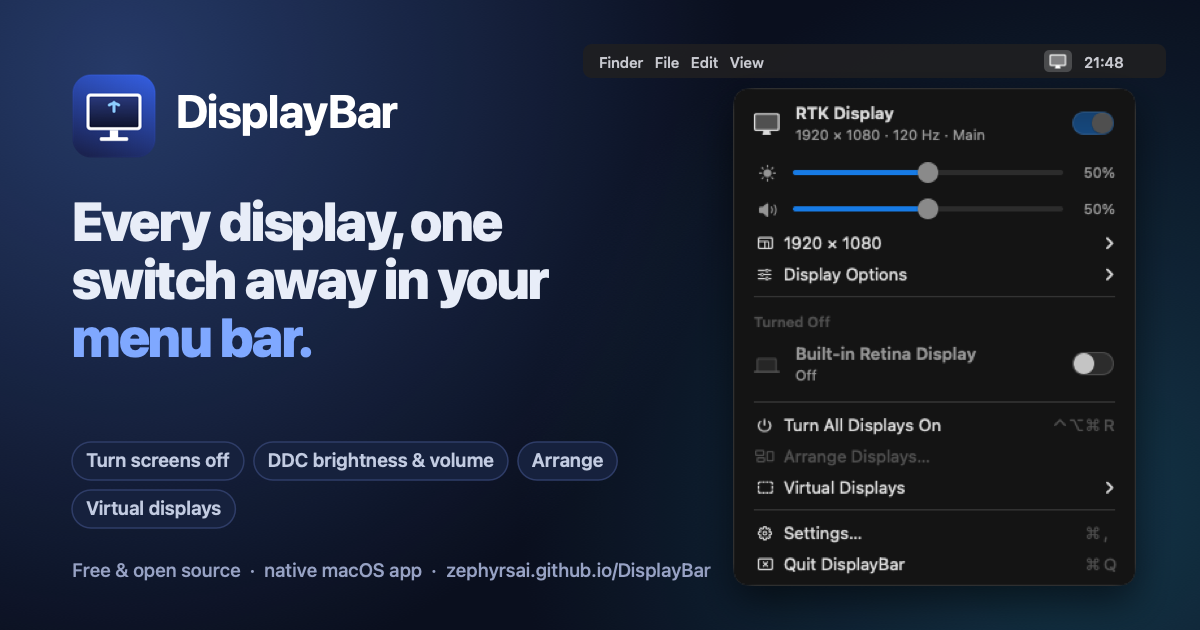 DisplayBar
Every display, one
switch away in your
menu bar.
Turn screens off
DDC brightness & volume
Arrange
Virtual displays
Free & open source · native macOS app · zephyrsai.github.io/DisplayBar
Finder File Edit View 21:48
RTK Display
1920 × 1080 · 120 Hz · Main
50%
50%
1920 × 1080
Display Options
Turned Off
Built-in Retina Display
Off
Turn All Displays On ⌃⌥⌘R
Arrange Displays...
Virtual Displays
Settings... ⌘,
Quit DisplayBar ⌘Q